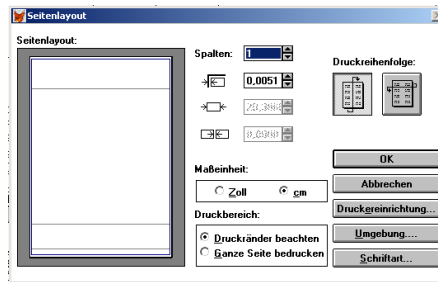 Seitenlayout
Seitenlayout:
Spalten: 1
Druckreihenfolge:
0,0051
Maßeinheit:
Zoll
cm
Druckbereich:
Druckränder beachten
Ganze Seite bedrucken
OK
Abbrechen
Druckereinrichtung...
Umgebung....
Schriftart...